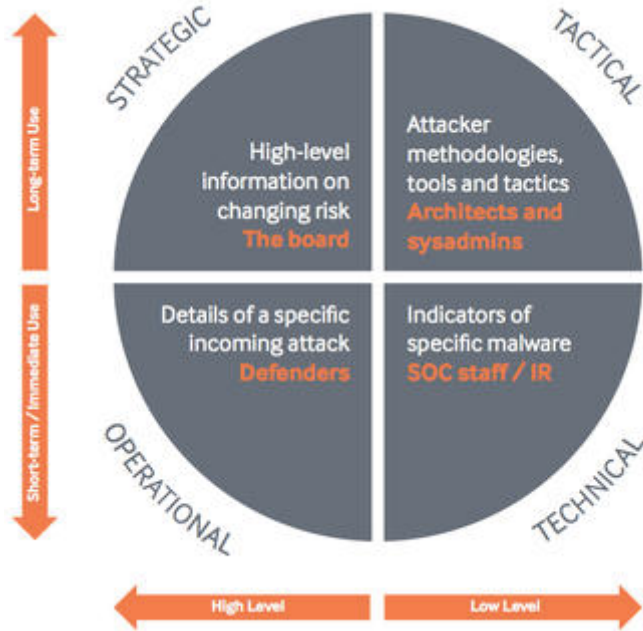 STRATEGIC
TACTICAL
Long-term Use
High-level
information on
changing risk
The board
Attacker
methodologies,
tools and tactics
Architects and
sysadmins
Short-term / Immediate Use
Details of a specific
incoming attack
Defenders
Indicators of
specific malware
SOC staff / IR
OPERATIONAL
TECHNICAL
High Level
Low Level